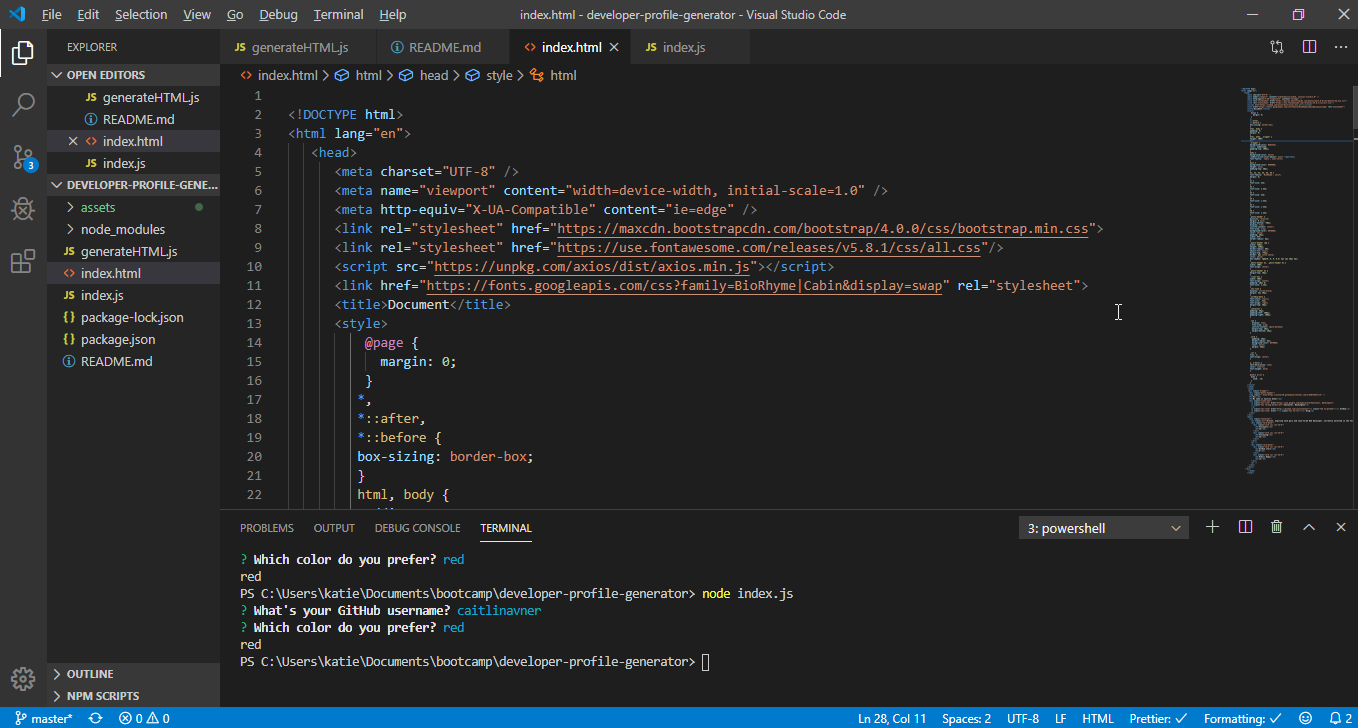 File Edit Selection View Go Debug Terminal Help index.html - developer-profile-generator - Visual Studio Code
EXPLORER
OPEN EDITORS
JS generateHTML.js
README.md
index.html
JS index.js
DEVELOPER-PROFILE-GENE...
assets
node_modules
JS generateHTML.js
index.html
JS index.js
{} package-lock.json
{} package.json
README.md
OUTLINE
NPM SCRIPTS
3
JS generateHTML.js README.md index.html JS index.js
index.html > html > head > style > html
1
2 <!DOCTYPE html>
3 <html lang="en">
4 <head>
5 <meta charset="UTF-8" />
6 <meta name="viewport" content="width=device-width, initial-scale=1.0" />
7 <meta http-equiv="X-UA-Compatible" content="ie=edge" />
8 <link rel="stylesheet" href="https://maxcdn.bootstrapcdn.com/bootstrap/4.0.0/css/bootstrap.min.css">
9 <link rel="stylesheet" href="https://use.fontawesome.com/releases/v5.8.1/css/all.css"/>
10 <script src="https://unpkg.com/axios/dist/axios.min.js"></script>
11 <link href="https://fonts.googleapis.com/css?family=BioRhyme|Cabin&display=swap" rel="stylesheet">
12 <title>Document</title>
13 <style>
14 @page {
15 margin: 0;
16 }
17 *,
18 *::after,
19 *::before {
20 box-sizing: border-box;
21 }
22 html, body {
PROBLEMS OUTPUT DEBUG CONSOLE TERMINAL 3: powershell
? Which color do you prefer? red
red
PS C:\Users\katie\Documents\bootcamp\developer-profile-generator> node index.js
? What's your GitHub username? caitlinavner
? Which color do you prefer? red
red
PS C:\Users\katie\Documents\bootcamp\developer-profile-generator>
master* 0 0 Ln 28, Col 11 Spaces: 2 UTF-8 LF HTML Prettier: ✓ Formatting: ✓ 2